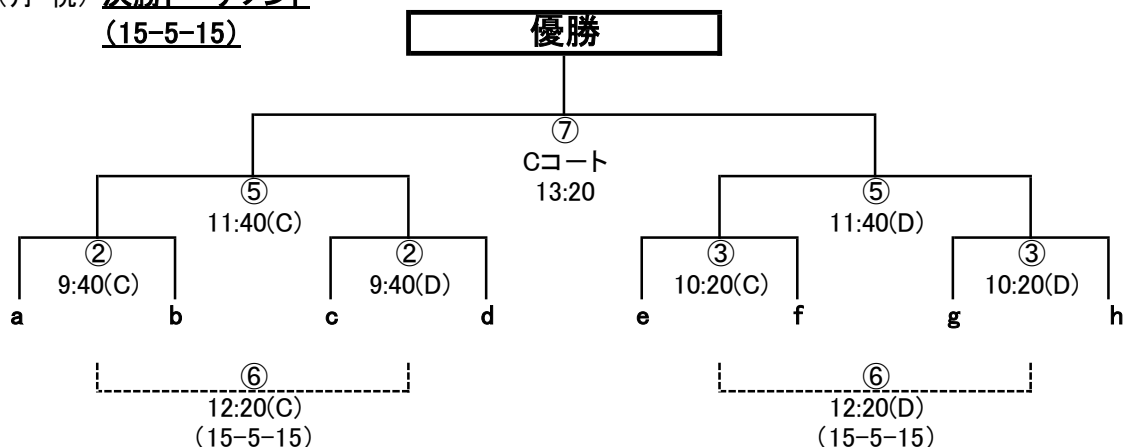 決勝トーナメント
(15-5-15)
優勝
⑦
Cコート
13:20
⑤
11:40(C)
⑤
11:40(D)
②
9:40(C)
②
9:40(D)
③
10:20(C)
③
10:20(D)
a b c d e f g h
⑥
12:20(C)
(15-5-15)
⑥
12:20(D)
(15-5-15)